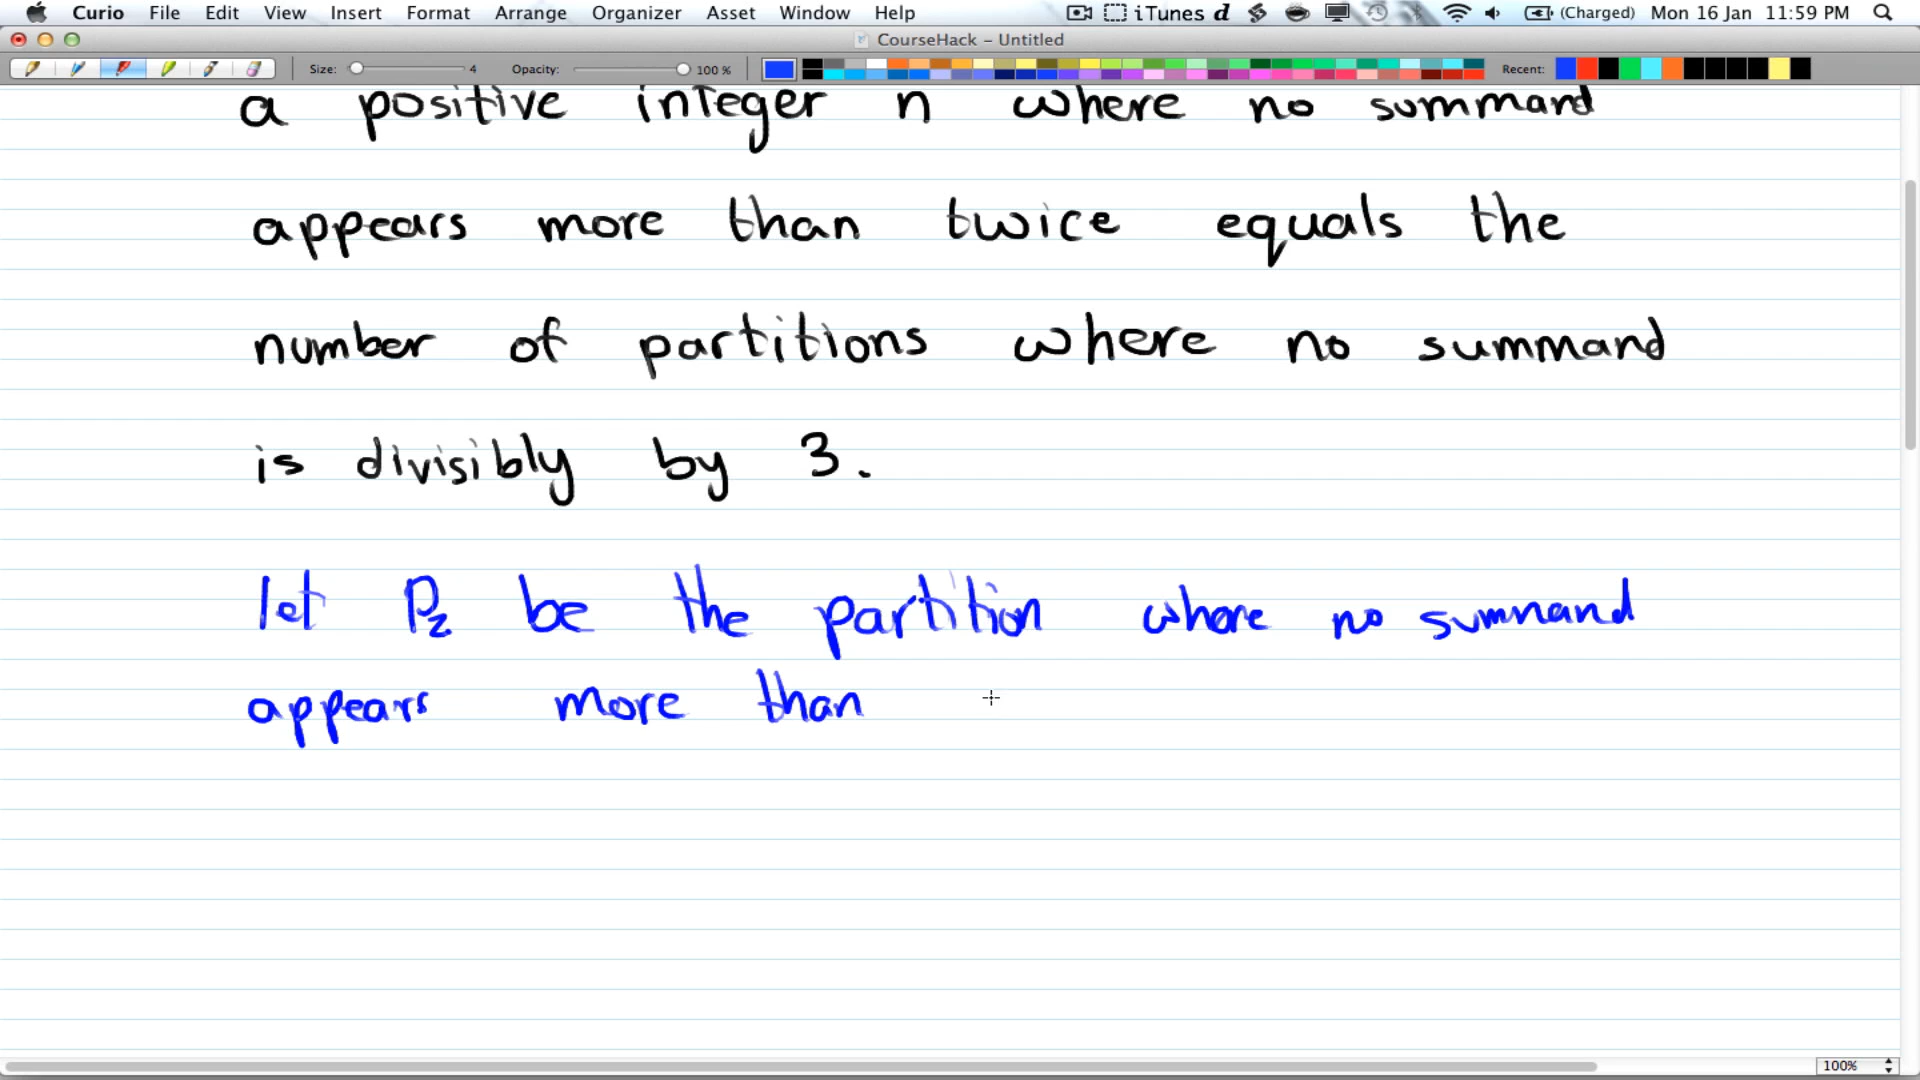 Curio File Edit View Insert Format Arrange Organizer Asset Window Help iTunes d (Charged) Mon 16 Jan 11:59 PM
CourseHack – Untitled
Size: 4 Opacity: 100 % Recent:
a positive integer n where no summand
appears more than twice equals the
number of partitions where no summand
is divisibly by 3.
let P2 be the partition where no summand
appears more than
100%